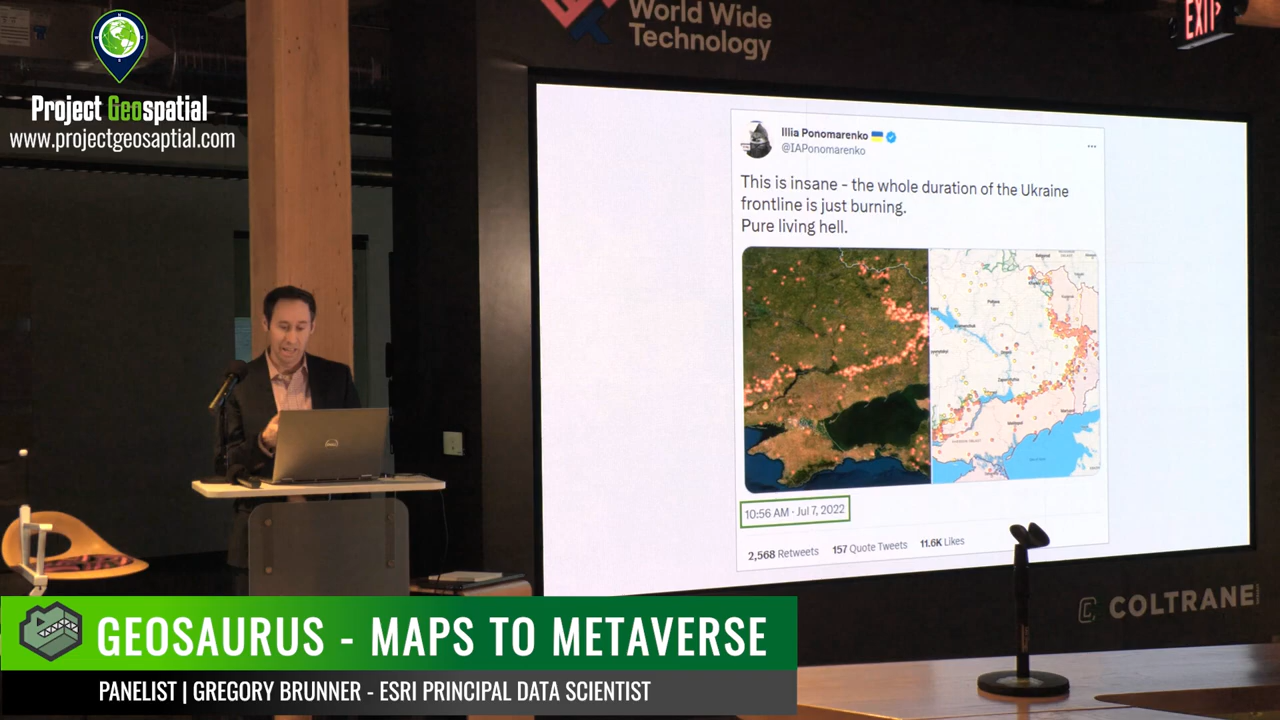 Project Geospatial
www.projectgeosaptial.com
World Wide
Technology
EXIT
Illia Ponomarenko
@IAPonomarenko
This is insane - the whole duration of the Ukraine
frontline is just burning.
Pure living hell.
10:56 AM · Jul 7, 2022
2,568 Retweets 157 Quote Tweets 11.6K Likes
DELL
COLTRANE
GEOSAURUS - MAPS TO METAVERSE
PANELIST | GREGORY BRUNNER - ESRI PRINCIPAL DATA SCIENTIST